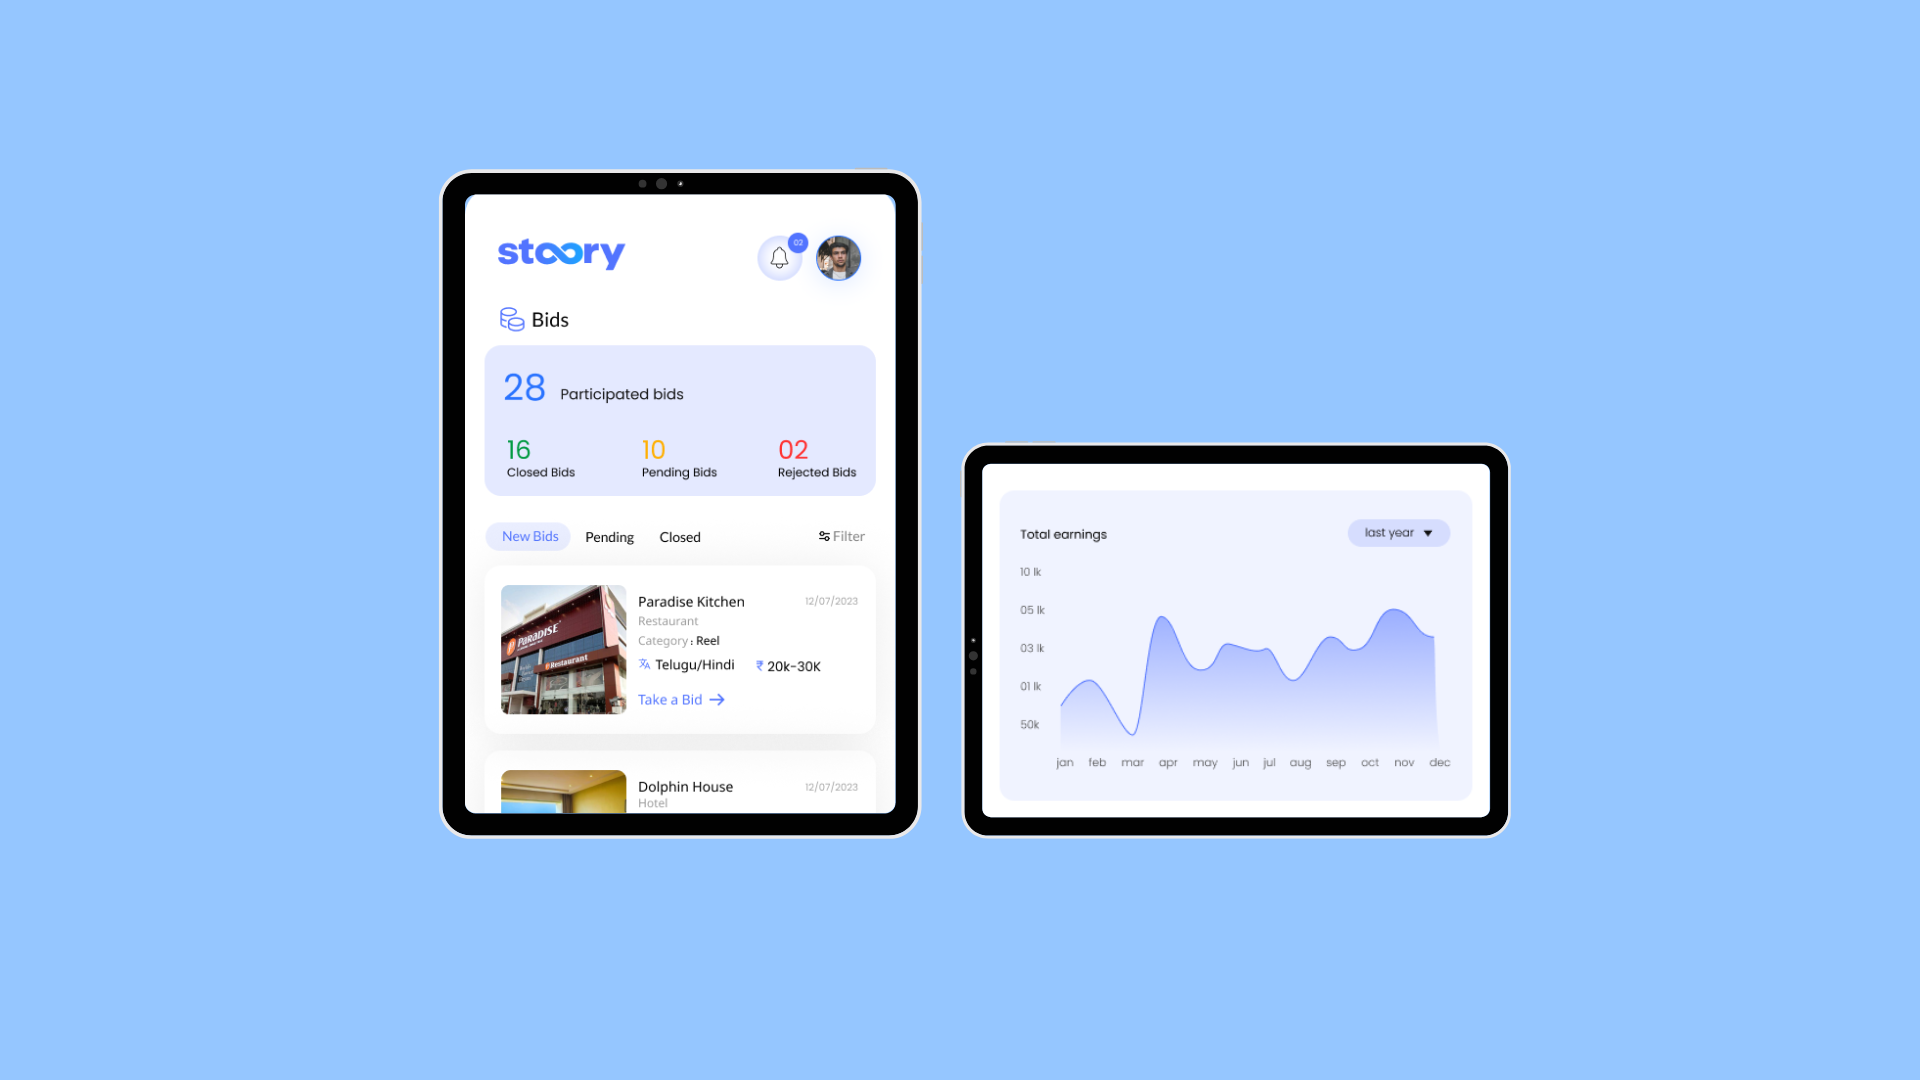 stoory
02
Bids
28 Participated bids
16
Closed Bids
10
Pending Bids
02
Rejected Bids
New Bids
Pending
Closed
Filter
PARADISE
Restaurant
Paradise Kitchen
12/07/2023
Restaurant
Category : Reel
Telugu/Hindi
₹ 20k-30K
Take a Bid →
Dolphin House
12/07/2023
Hotel
Total earnings
last year
10 lk
05 lk
03 lk
01 lk
50k
jan feb mar apr may jun jul aug sep oct nov dec